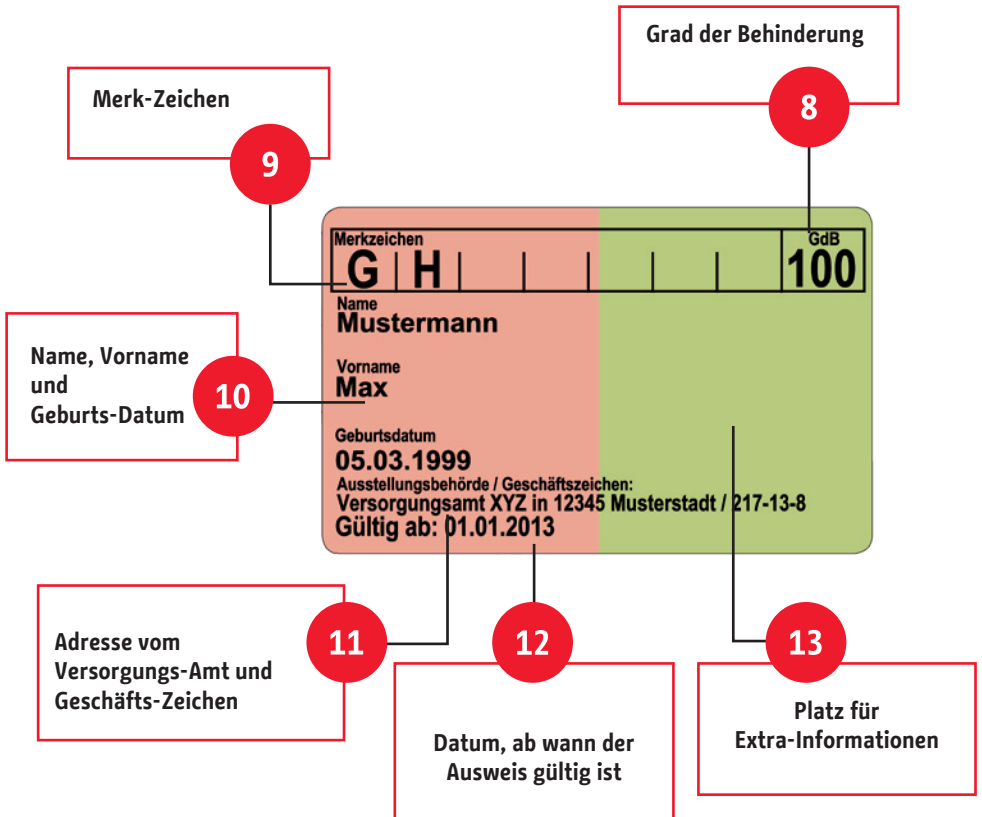 Grad der Behinderung
8
Merk-Zeichen
9
Merkzeichen
GdB
G H
100
Name
Mustermann
Vorname
Max
Geburtsdatum
05.03.1999
Ausstellungsbehörde / Geschäftszeichen:
Versorgungsamt XYZ in 12345 Musterstadt / 217-13-8
Gültig ab: 01.01.2013
Name, Vorname
und
Geburts-Datum
10
Adresse vom
Versorgungs-Amt und
Geschäfts-Zeichen
11
12
Datum, ab wann der
Ausweis gültig ist
13
Platz für
Extra-Informationen